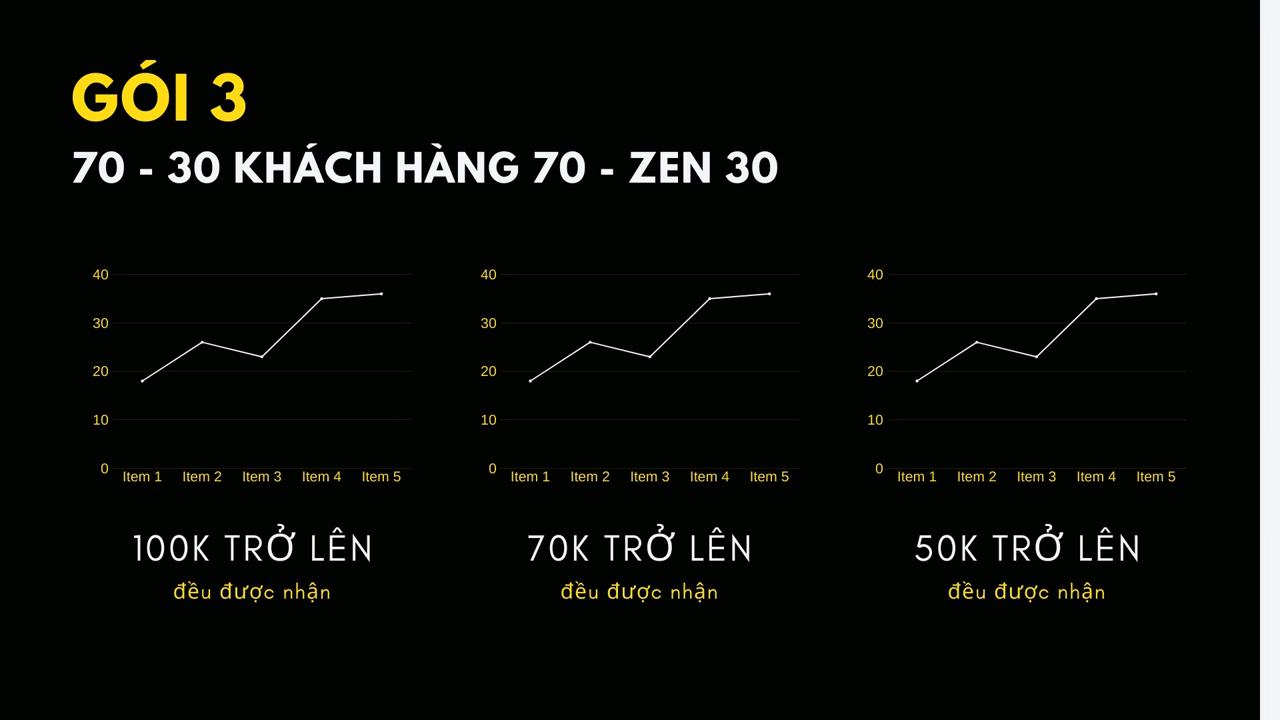 GÓI 3
70 - 30 KHÁCH HÀNG 70 - ZEN 30
40
30
20
10
0
Item 1 Item 2 Item 3 Item 4 Item 5
40
30
20
10
0
Item 1 Item 2 Item 3 Item 4 Item 5
40
30
20
10
0
Item 1 Item 2 Item 3 Item 4 Item 5
100K TRỞ LÊN
đều được nhận
70K TRỞ LÊN
đều được nhận
50K TRỞ LÊN
đều được nhận